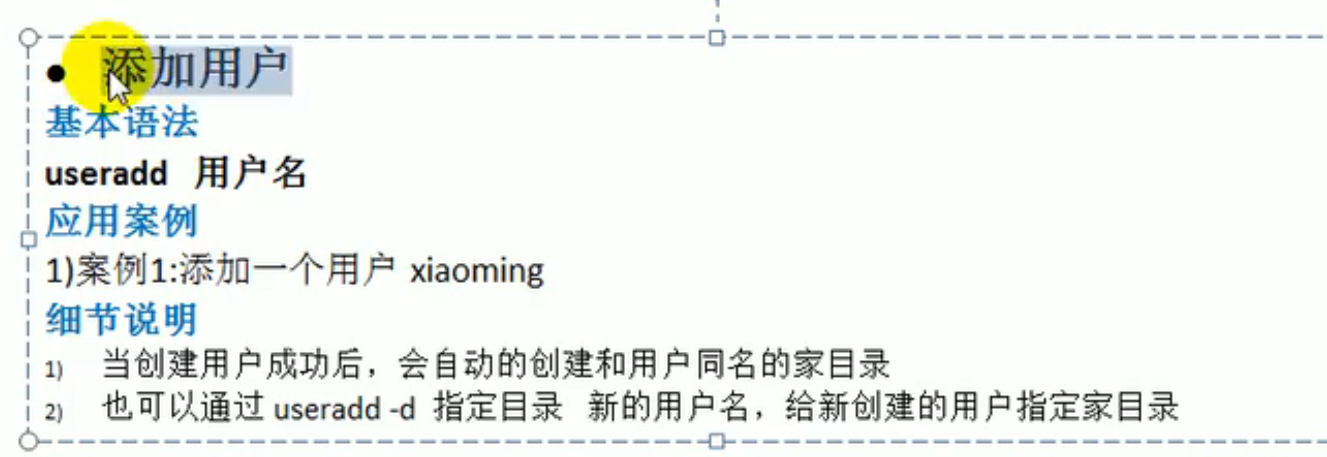 • 添加用户
基本语法
useradd 用户名
应用案例
1)案例1:添加一个用户 xiaoming
细节说明
1) 当创建用户成功后，会自动的创建和用户同名的家目录
2) 也可以通过 useradd -d 指定目录 新的用户名，给新创建的用户指定家目录